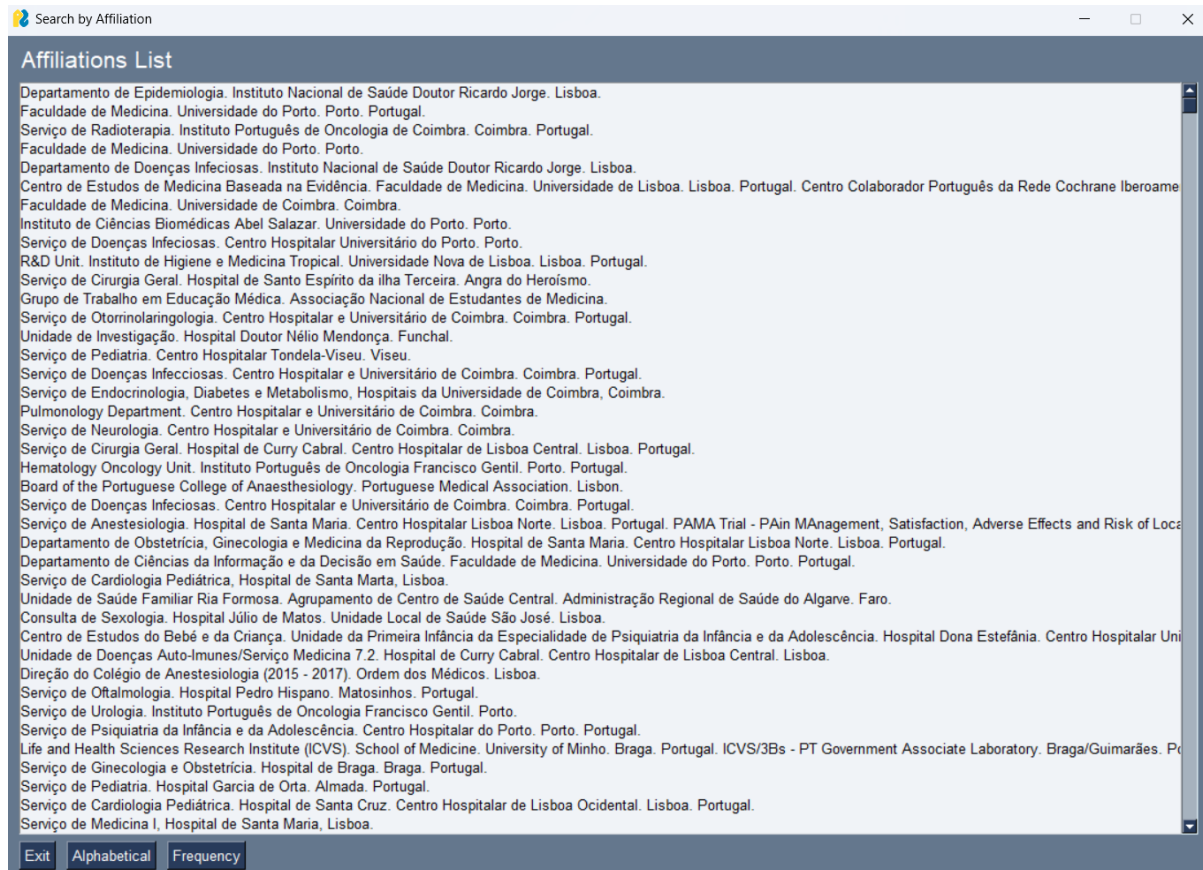 Search by Affiliation
Affiliations List
Departamento de Epidemiologia. Instituto Nacional de Saúde Doutor Ricardo Jorge. Lisboa.
Faculdade de Medicina. Universidade do Porto. Porto. Portugal.
Serviço de Radioterapia. Instituto Português de Oncologia de Coimbra. Coimbra. Portugal.
Faculdade de Medicina. Universidade do Porto. Porto.
Departamento de Doenças Infeciosas. Instituto Nacional de Saúde Doutor Ricardo Jorge. Lisboa.
Centro de Estudos de Medicina Baseada na Evidência. Faculdade de Medicina. Universidade de Lisboa. Lisboa. Portugal. Centro Colaborador Português da Rede Cochrane Iberoame
Faculdade de Medicina. Universidade de Coimbra. Coimbra.
Instituto de Ciências Biomédicas Abel Salazar. Universidade do Porto. Porto.
Serviço de Doenças Infeciosas. Centro Hospitalar Universitário do Porto. Porto.
R&D Unit. Instituto de Higiene e Medicina Tropical. Universidade Nova de Lisboa. Lisboa. Portugal.
Serviço de Cirurgia Geral. Hospital de Santo Espírito da ilha Terceira. Angra do Heroísmo.
Grupo de Trabalho em Educação Médica. Associação Nacional de Estudantes de Medicina.
Serviço de Otorrinolaringologia. Centro Hospitalar e Universitário de Coimbra. Coimbra. Portugal.
Unidade de Investigação. Hospital Doutor Nélio Mendonça. Funchal.
Serviço de Pediatria. Centro Hospitalar Tondela-Viseu. Viseu.
Serviço de Doenças Infecciosas. Centro Hospitalar e Universitário de Coimbra. Coimbra. Portugal.
Serviço de Endocrinologia, Diabetes e Metabolismo, Hospitais da Universidade de Coimbra, Coimbra.
Pulmonology Department. Centro Hospitalar e Universitário de Coimbra. Coimbra.
Serviço de Neurologia. Centro Hospitalar e Universitário de Coimbra. Coimbra.
Serviço de Cirurgia Geral. Hospital de Curry Cabral. Centro Hospitalar de Lisboa Central. Lisboa. Portugal.
Hematology Oncology Unit. Instituto Português de Oncologia Francisco Gentil. Porto. Portugal.
Board of the Portuguese College of Anaesthesiology. Portuguese Medical Association. Lisbon.
Serviço de Doenças Infeciosas. Centro Hospitalar e Universitário de Coimbra. Coimbra. Portugal.
Serviço de Anestesiologia. Hospital de Santa Maria. Centro Hospitalar Lisboa Norte. Lisboa. Portugal. PAMA Trial - PAin MAnagement, Satisfaction, Adverse Effects and Risk of Loca
Departamento de Obstetrícia, Ginecologia e Medicina da Reprodução. Hospital de Santa Maria. Centro Hospitalar Lisboa Norte. Lisboa. Portugal.
Departamento de Ciências da Informação e da Decisão em Saúde. Faculdade de Medicina. Universidade do Porto. Porto. Portugal.
Serviço de Cardiologia Pediátrica, Hospital de Santa Marta, Lisboa.
Unidade de Saúde Familiar Ria Formosa. Agrupamento de Centro de Saúde Central. Administração Regional de Saúde do Algarve. Faro.
Consulta de Sexologia. Hospital Júlio de Matos. Unidade Local de Saúde São José. Lisboa.
Centro de Estudos do Bebé e da Criança. Unidade da Primeira Infância da Especialidade de Psiquiatria da Infância e da Adolescência. Hospital Dona Estefânia. Centro Hospitalar Uni
Unidade de Doenças Auto-Imunes/Serviço Medicina 7.2. Hospital de Curry Cabral. Centro Hospitalar de Lisboa Central. Lisboa.
Direção do Colégio de Anestesiologia (2015 - 2017). Ordem dos Médicos. Lisboa.
Serviço de Oftalmologia. Hospital Pedro Hispano. Matosinhos. Portugal.
Serviço de Urologia. Instituto Português de Oncologia Francisco Gentil. Porto.
Serviço de Psiquiatria da Infância e da Adolescência. Centro Hospitalar do Porto. Porto. Portugal.
Life and Health Sciences Research Institute (ICVS). School of Medicine. University of Minho. Braga. Portugal. ICVS/3Bs - PT Government Associate Laboratory. Braga/Guimarães. Po
Serviço de Ginecologia e Obstetrícia. Hospital de Braga. Braga. Portugal.
Serviço de Pediatria. Hospital Garcia de Orta. Almada. Portugal.
Serviço de Cardiologia Pediátrica. Hospital de Santa Cruz. Centro Hospitalar de Lisboa Ocidental. Lisboa. Portugal.
Serviço de Medicina I, Hospital de Santa Maria, Lisboa.
Exit Alphabetical Frequency